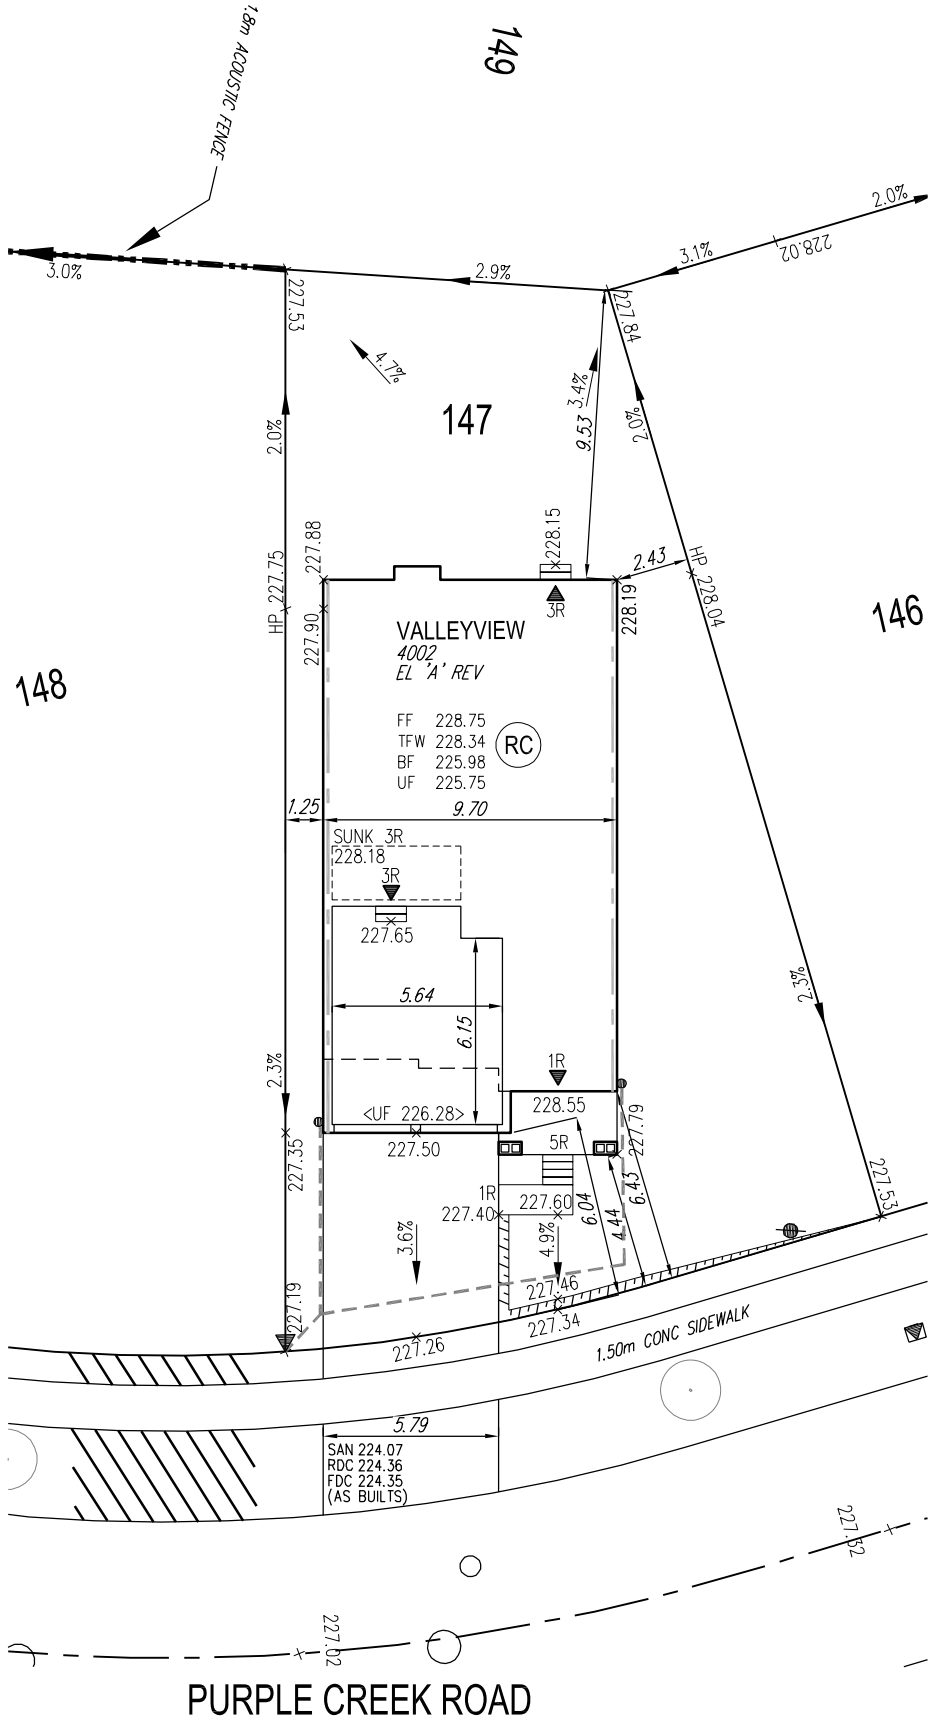 1.8m ACOUSTIC FENCE
149
2.0%
3.1%
228.02
3.0%
2.9%
227.53
227.84
4.7%
147
3.4%
9.53
2.0%
2.0%
227.88
228.15
2.43
HP 228.04
HP 227.75
227.90
3R
228.19
146
VALLEYVIEW
4002
EL 'A' REV
148
FF 228.75
TFW 228.34
BF 225.98
UF 225.75
RC
1.25
9.70
SUNK 3R
228.18
3R
227.65
5.64
6.15
2.3%
2.3%
1R
<UF 226.28>
228.55
227.79
227.35
227.50
5R
1R
227.40
227.60
6.04
4.44
6.43
227.53
3.6%
4.9%
227.19
227.46
227.34
227.26
1.50m CONC SIDEWALK
5.79
SAN 224.07
RDC 224.36
FDC 224.35
(AS BUILTS)
227.32
227.02
PURPLE CREEK ROAD